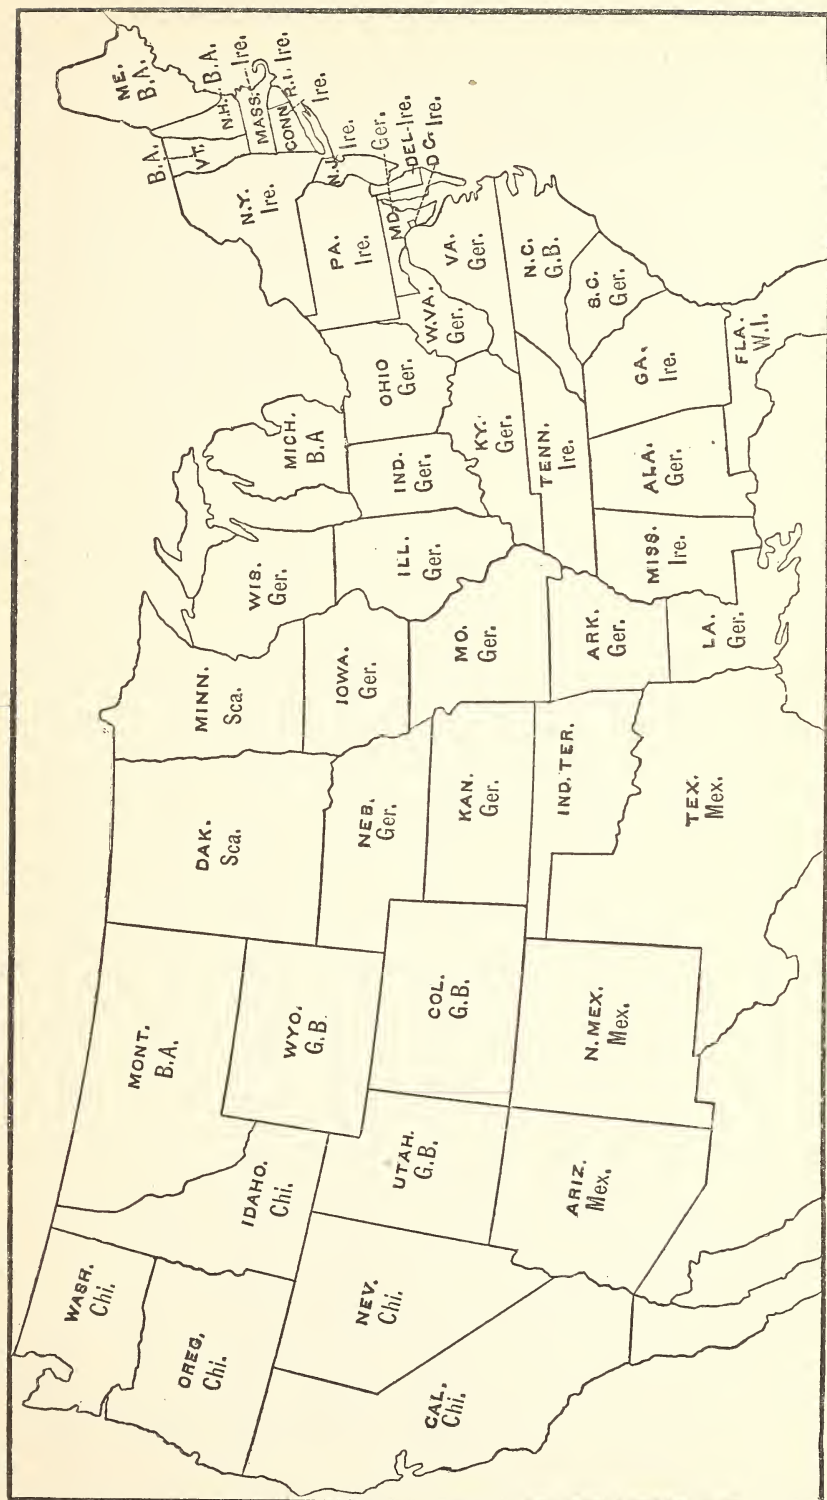 WASH.
Chi.
OREG.
Chi.
CAL.
Chi.
NEV.
Chi.
IDAHO.
Chi.
MONT.
B.A.
WYO.
G.B.
UTAH.
G.B.
COL.
G.B.
ARIZ.
Mex.
N.MEX.
Mex.
DAK.
Sca.
NEB.
Ger.
KAN.
Ger.
IND.TER.
TEX.
Mex.
MINN.
Sca.
IOWA.
Ger.
MO.
Ger.
ARK.
Ger.
LA.
Ger.
WIS.
Ger.
ILL.
Ger.
MICH.
B.A
IND.
Ger.
OHIO
Ger.
KY.
Ger.
TENN.
Ire.
MISS.
Ire.
ALA.
Ger.
GA.
Ire.
FLA.
W.I.
S.C.
Ger.
N.C.
G.B.
VA.
Ger.
W.VA.
Ger.
PA.
Ire.
N.Y.
Ire.
B.A.
VT.
ME.
B.A.
N.H. B.A.
MASS. Ire.
R.I. Ire.
CONN. Ire.
N.J. Ire.
MD. Ger.
DEL. Ire.
D.C. Ire.